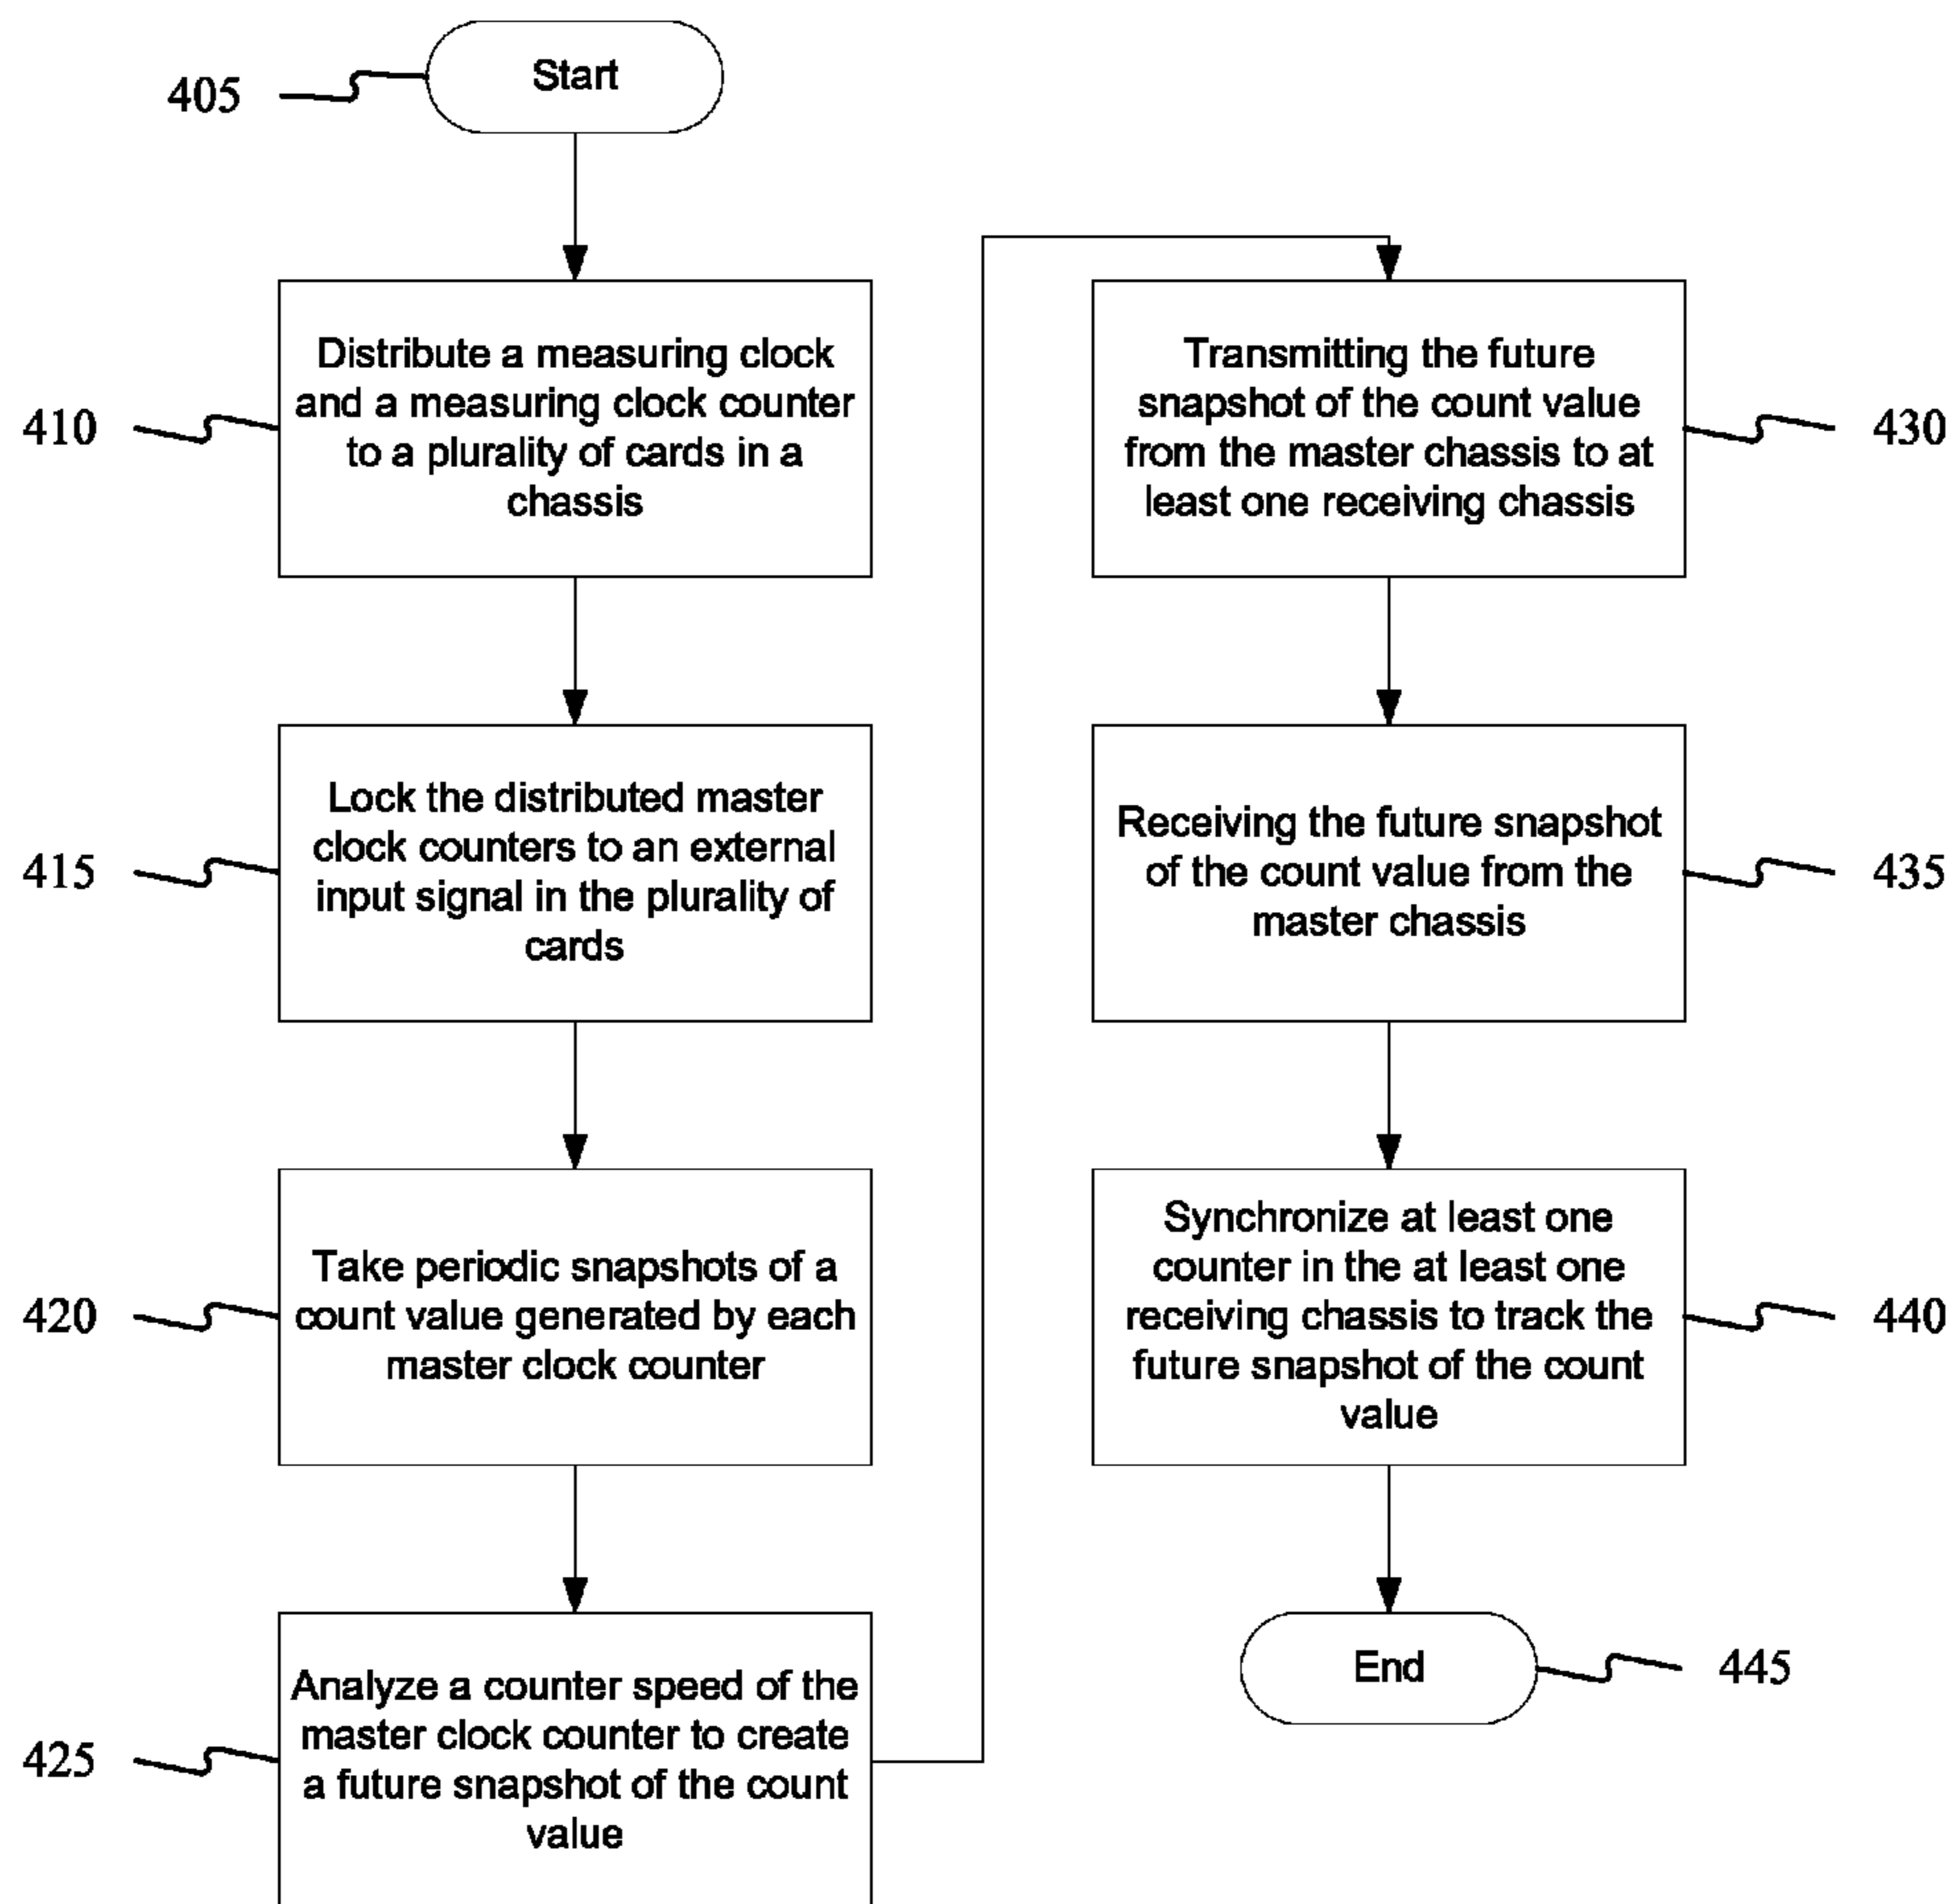 405
Start
410
Distribute a measuring clock
and a measuring clock counter
to a plurality of cards in a
chassis
415
Lock the distributed master
clock counters to an external
input signal in the plurality of
cards
420
Take periodic snapshots of a
count value generated by each
master clock counter
425
Analyze a counter speed of the
master clock counter to create
a future snapshot of the count
value
Transmitting the future
snapshot of the count value
from the master chassis to at
least one receiving chassis
430
Receiving the future snapshot
of the count value from the
master chassis
435
Synchronize at least one
counter in the at least one
receiving chassis to track the
future snapshot of the count
value
440
End
445